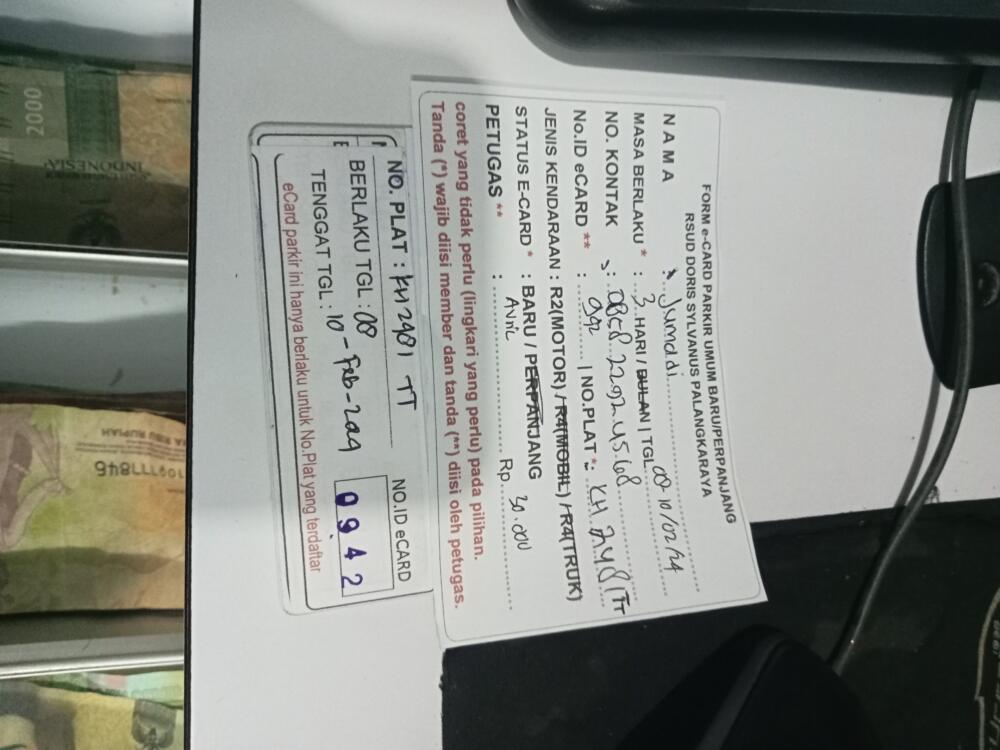 FORM e-CARD PARKIR UMUM BARU/PERPANJANG
RSUD DORIS SYLVANUS PALANGKARAYA
N A M A : Jumadi
MASA BERLAKU * : 3 HARI / BULAN | TGL 08-10/02/24
NO. KONTAK : 0858.2292.4568
No.ID eCARD ** : 942 | NO.PLAT * : KH 2481 TT
JENIS KENDARAAN : R2(MOTOR) / R4(MOBIL) / R4(TRUK)
STATUS E-CARD * : BARU / PERPANJANG
PETUGAS ** : Avril Rp. 30.000
coret yang tidak perlu (lingkari yang perlu) pada pilihan.
Tanda (*) wajib diisi member dan tanda (**) diisi oleh petugas.
NO. PLAT : KH 2481 TT
NO.ID eCARD
BERLAKU TGL : 08
0942
TENGGAT TGL : 10 - Feb - 2024
eCard parkir ini hanya berlaku untuk No.Plat yang terdaftar
2000
INDONESIA
RIBU RUPIAH